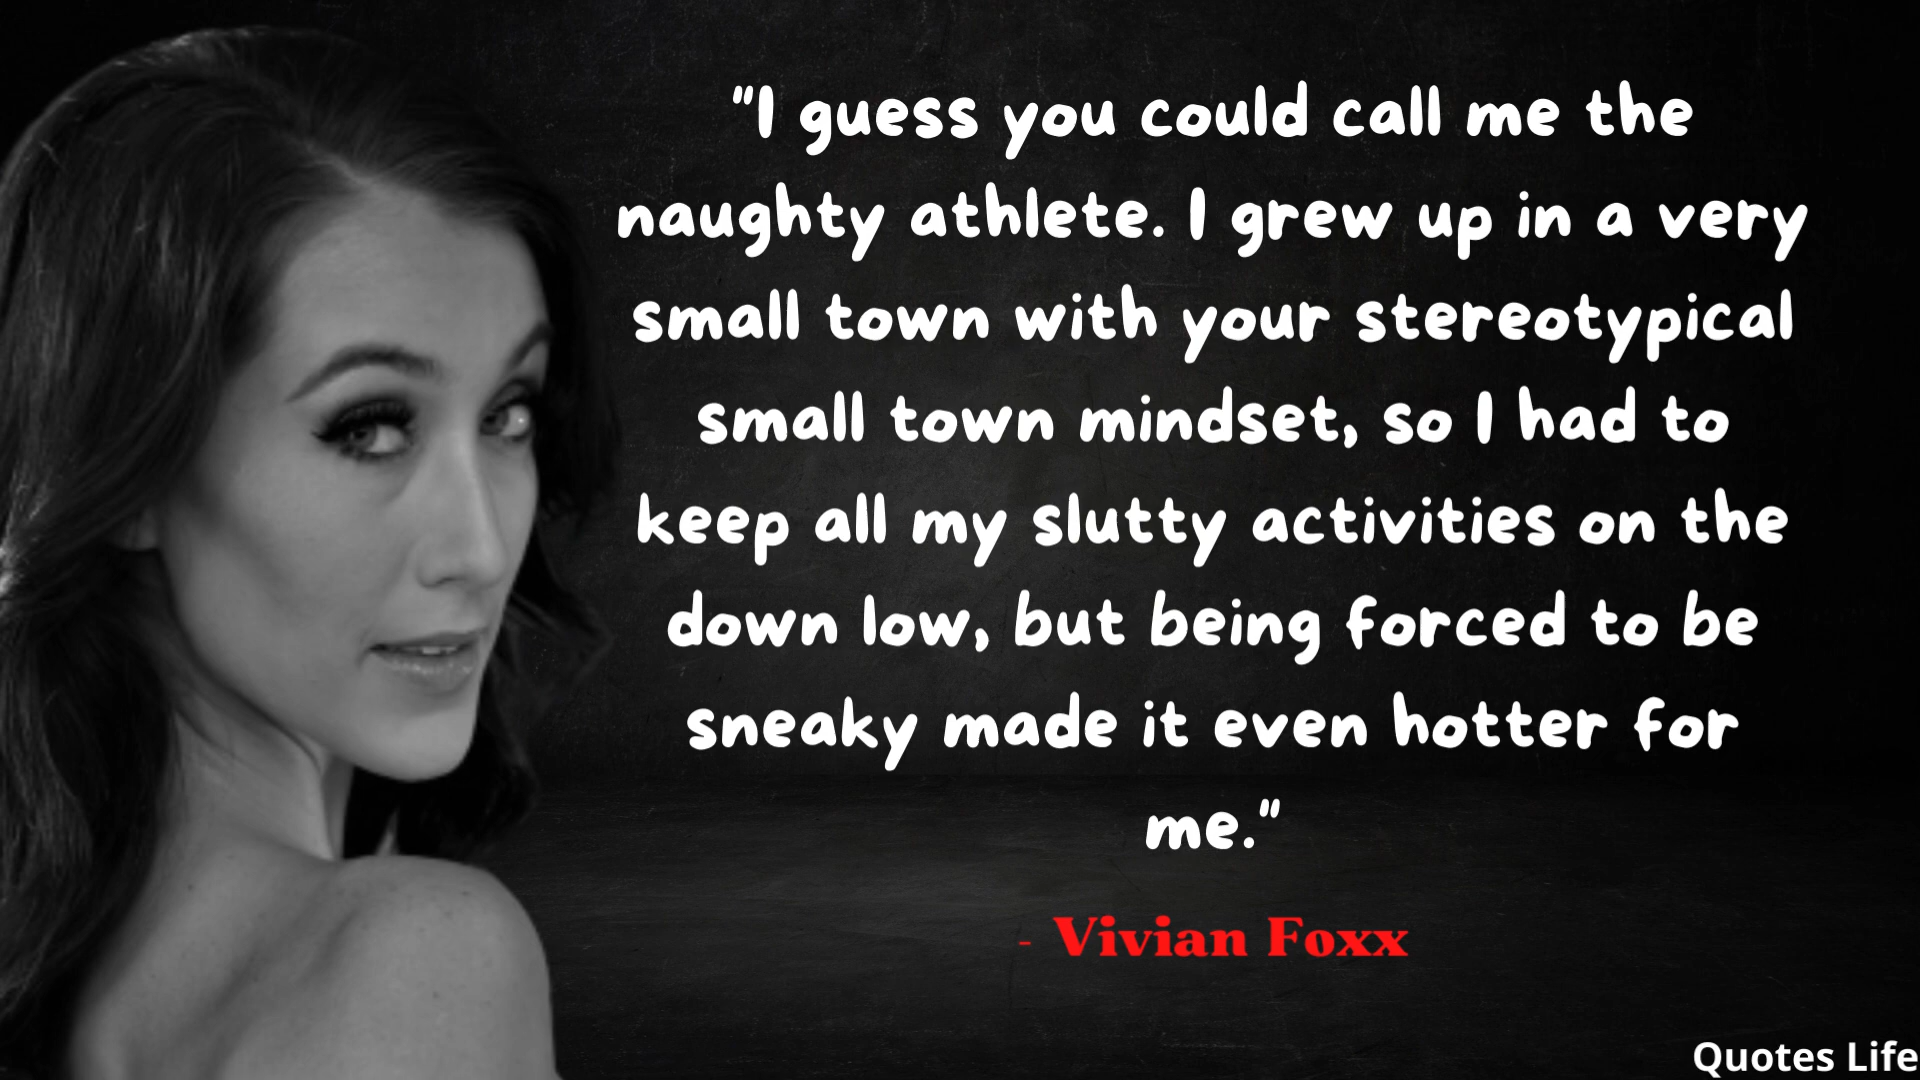 "I guess you could call me the
naughty athlete. I grew up in a very
small town with your stereotypical
small town mindset, so I had to
keep all my slutty activities on the
down low, but being forced to be
sneaky made it even hotter for
me."
- Vivian Foxx
Quotes Life